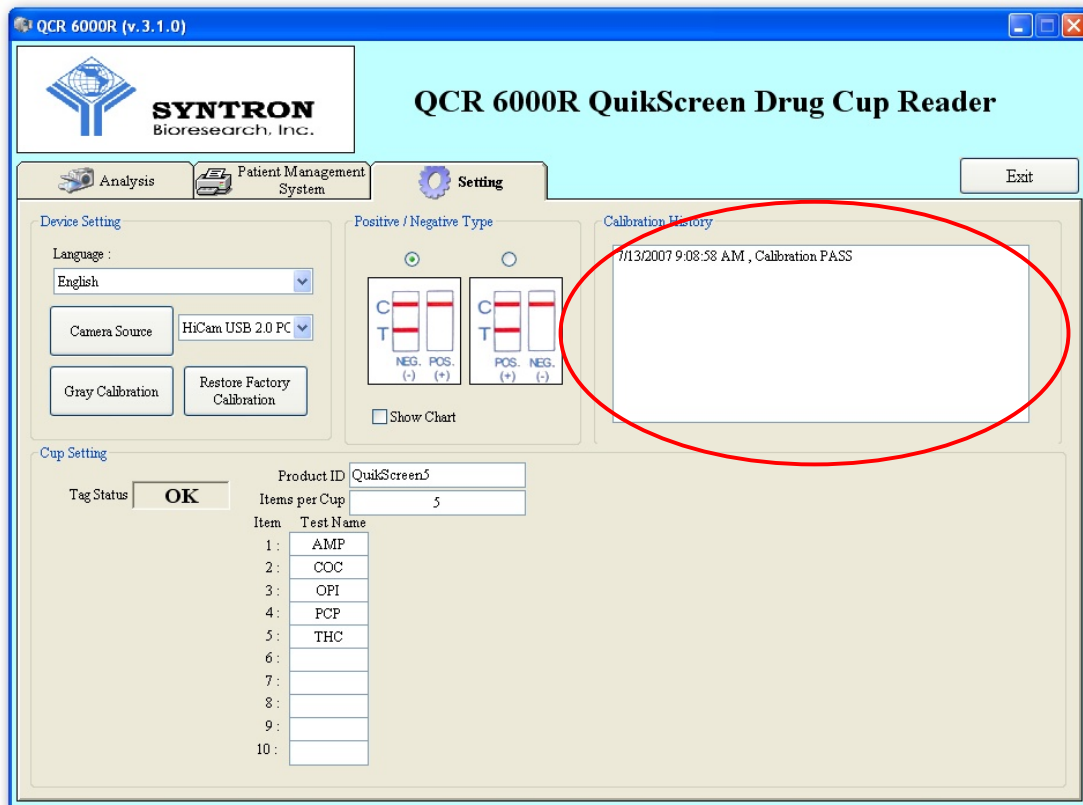 QCR 6000R (v.3.1.0)
SYNTRON
Bioresearch, Inc.
QCR 6000R QuikScreen Drug Cup Reader
Analysis
Patient Management
System
Setting
Exit
Device Setting
Language :
English
Camera Source
HiCam USB 2.0 PC
Gray Calibration
Restore Factory
Calibration
Positive / Negative Type
C
T
NEG. POS.
(-) (+)
C
T
POS. NEG.
(+) (-)
Show Chart
Calibration History
7/13/2007 9:08:58 AM , Calibration PASS
Cup Setting
Tag Status OK
Product ID QuikScreen5
Items per Cup 5
Item Test Name
1 : AMP
2 : COC
3 : OPI
4 : PCP
5 : THC
6 :
7 :
8 :
9 :
10 :